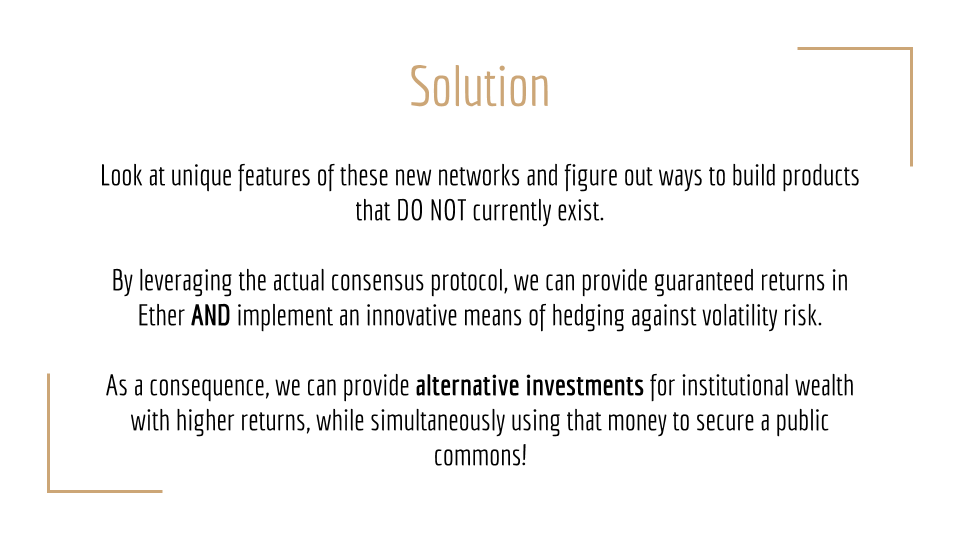 Solution
Look at unique features of these new networks and figure out ways to build products
that DO NOT currently exist.
By leveraging the actual consensus protocol, we can provide guaranteed returns in
Ether AND implement an innovative means of hedging against volatility risk.
As a consequence, we can provide alternative investments for institutional wealth
with higher returns, while simultaneously using that money to secure a public
commons!